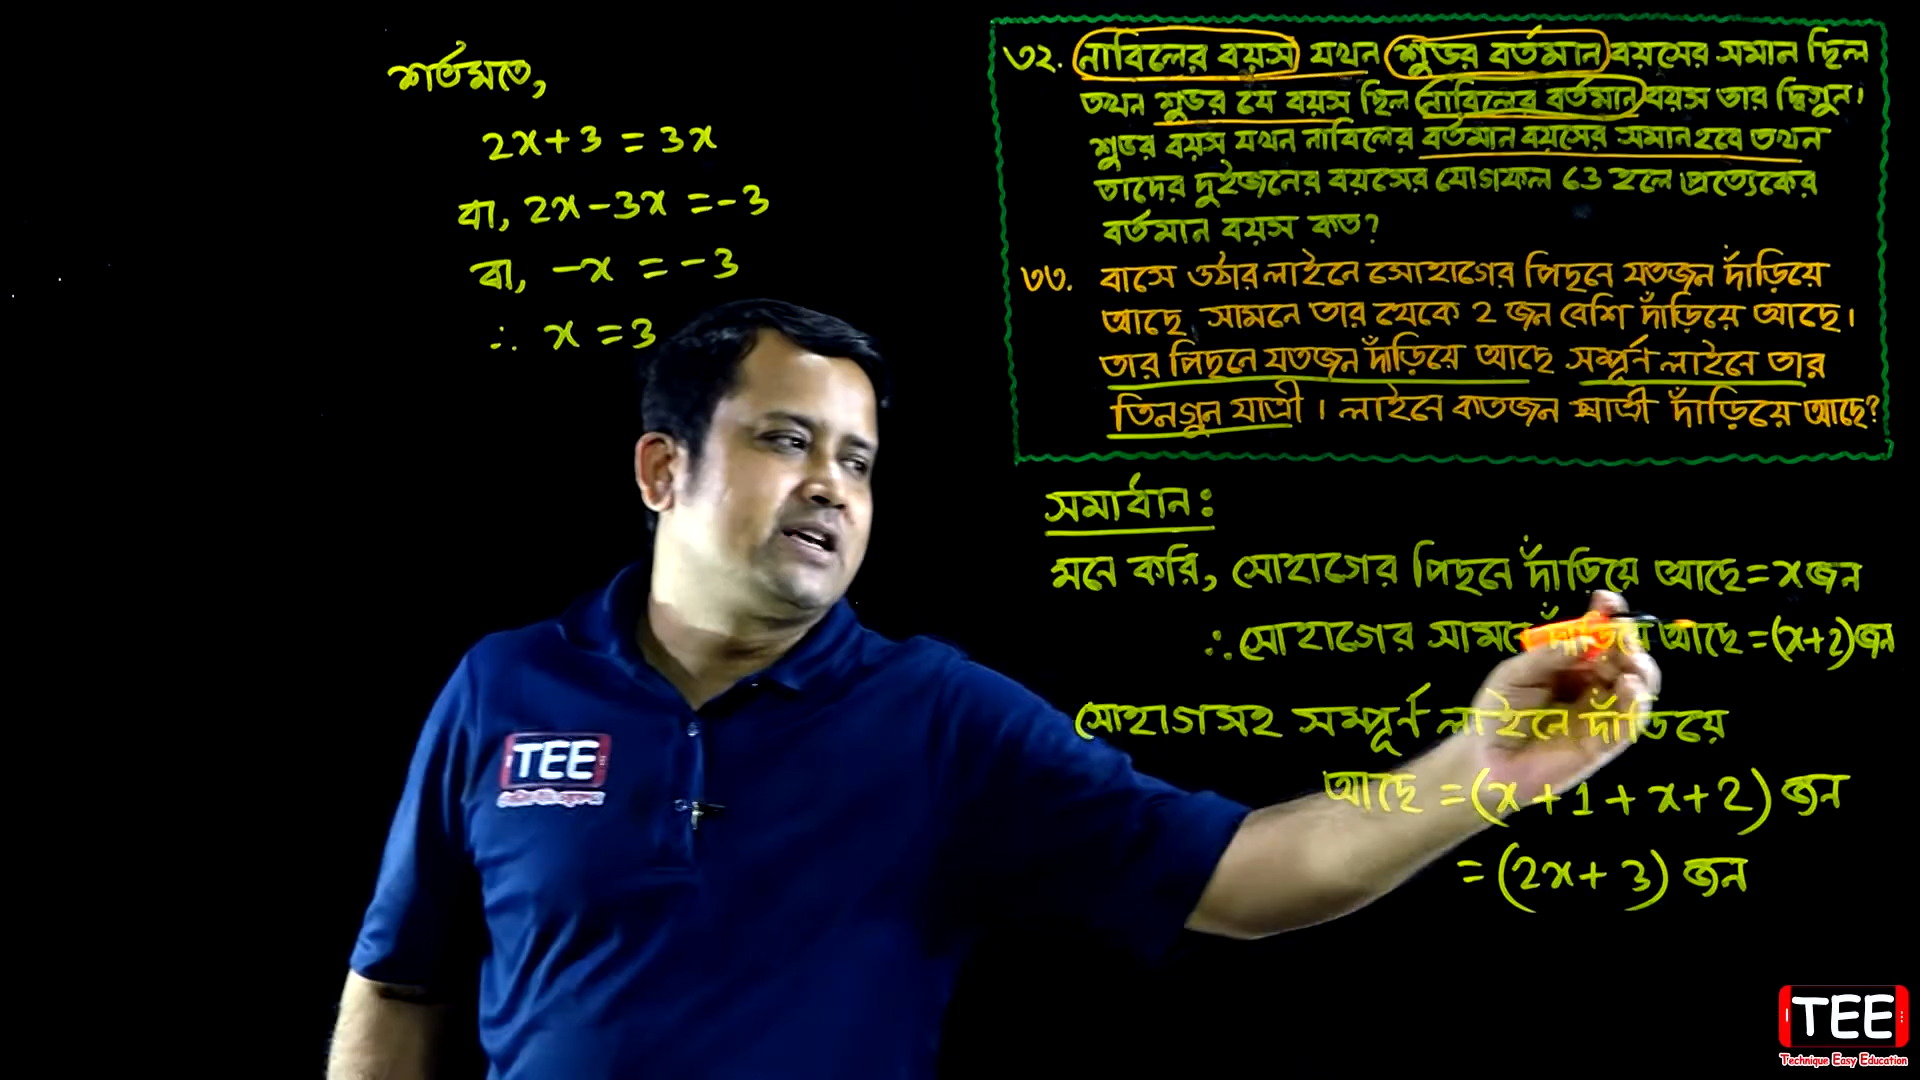 শর্তমতে,
2x+3 = 3x
বা, 2x-3x = -3
বা, -x = -3
∴ x = 3
৩২. নাবিলের বয়স যখন শুভর বর্তমান বয়সের সমান ছিল
তখন শুভর যে বয়স ছিল নাবিলের বর্তমান বয়স তার দ্বিগুন।
শুভর বয়স যখন নাবিলের বর্তমান বয়সের সমান হবে তখন
তাদের দুইজনের বয়সের যোগফল 63 হলে প্রত্যেকের
বর্তমান বয়স কত?
৩৩. বাসে ওঠার লাইনে সোহাগের পিছনে যতজন দাঁড়িয়ে
আছে সামনে তার থেকে 2 জন বেশি দাঁড়িয়ে আছে।
তার পিছনে যতজন দাঁড়িয়ে আছে সম্পূর্ন লাইনে তার
তিনগুন যাত্রী। লাইনে কতজন যাত্রী দাঁড়িয়ে আছে?
সমাধান:
মনে করি, সোহাগের পিছনে দাঁড়িয়ে আছে = x জন
∴ সোহাগের সামনে দাঁড়িয়ে আছে = (x+2) জন
সোহাগসহ সম্পূর্ন লাইনে দাঁড়িয়ে
আছে = (x+1+x+2) জন
= (2x+3) জন
TEE
TEE
Technique Easy Education